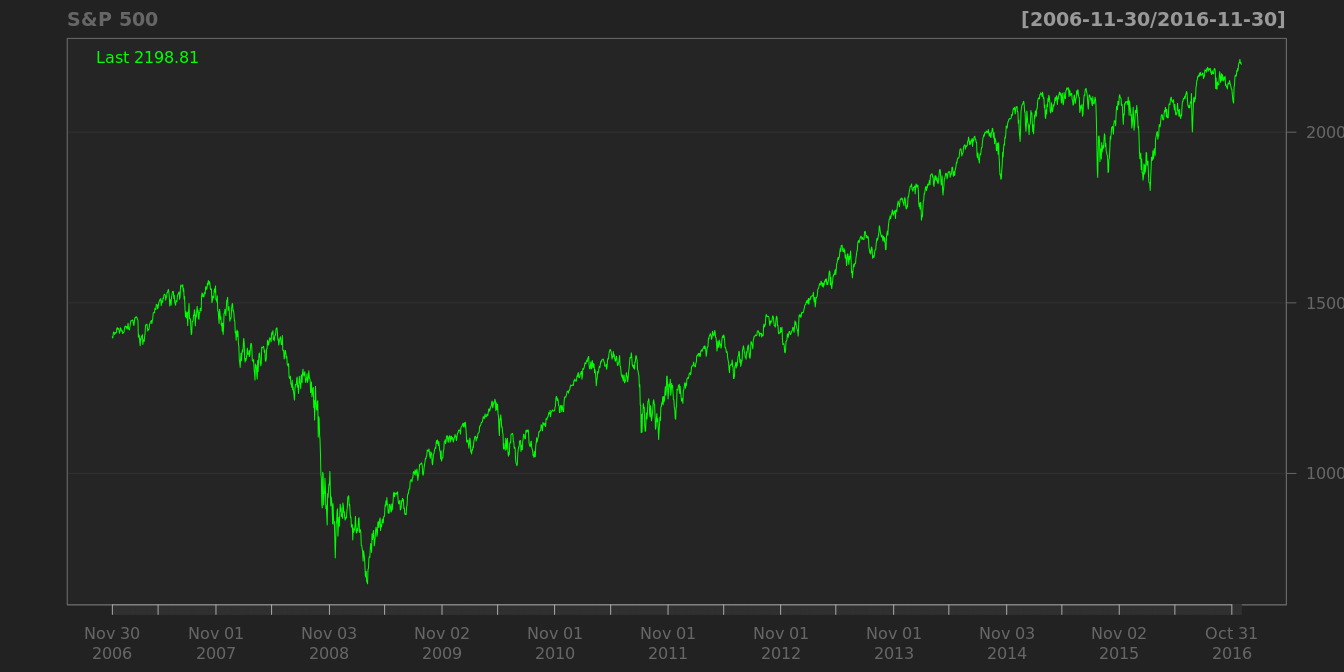 S&P 500 [2006-11-30/2016-11-30]
Last 2198.81
2000
1500
1000
Nov 30 Nov 01 Nov 03 Nov 02 Nov 01 Nov 01 Nov 01 Nov 01 Nov 03 Nov 02 Oct 31
2006 2007 2008 2009 2010 2011 2012 2013 2014 2015 2016